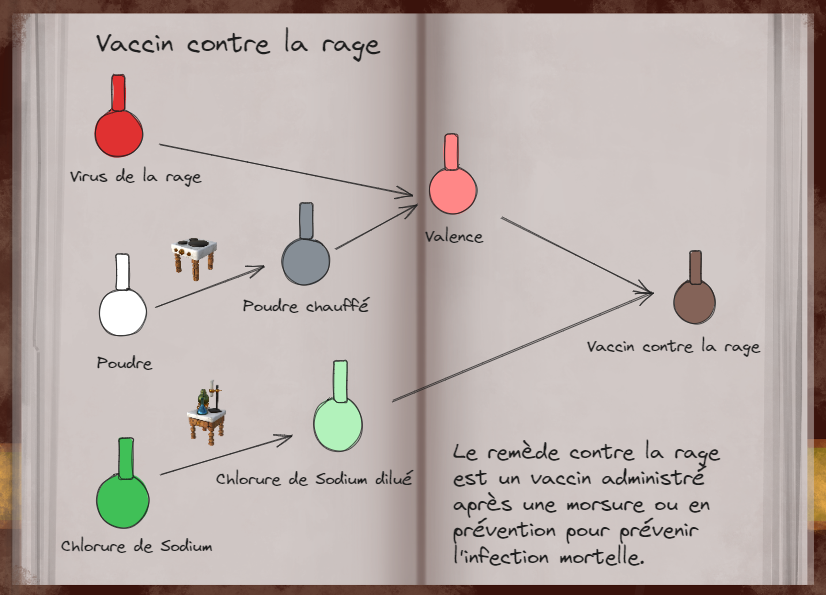 Vaccin contre la rage
Virus de la rage
Valence
Poudre chauffé
Poudre
Vaccin contre la rage
Chlorure de Sodium dilué
Chlorure de Sodium
Le remède contre la rage
est un vaccin administré
après une morsure ou en
prévention pour prévenir
l'infection mortelle.